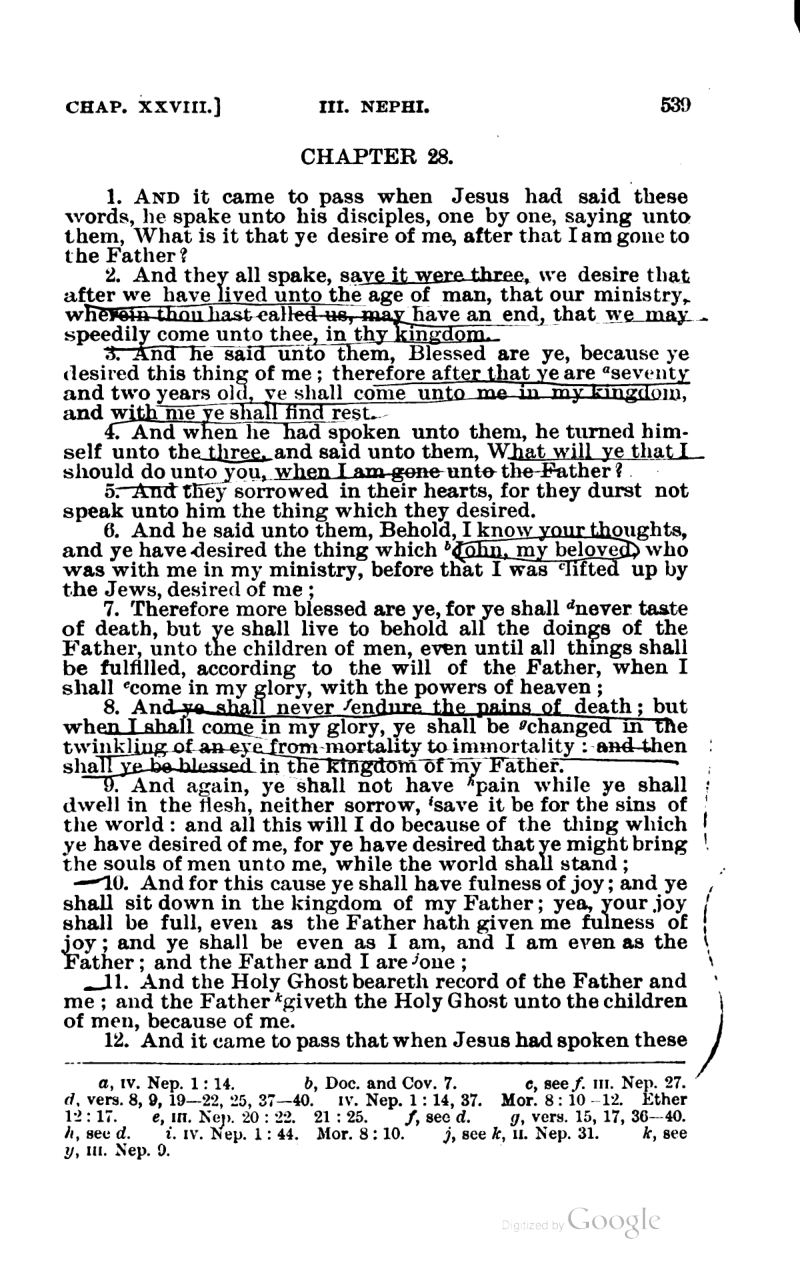 CHAP. XXVIII.] III. NEPHI. 539
CHAPTER 28.
1. AND it came to pass when Jesus had said these
words, he spake unto his disciples, one by one, saying unto
them, What is it that ye desire of me, after that I am gone to
the Father?
2. And they all spake, save it were three, we desire that
after we have lived unto the age of man, that our ministry,
wherein thou hast called us, may have an end, that we may
speedily come unto thee, in thy kingdom.
3. And he said unto them, Blessed are ye, because ye
desired this thing of me; therefore after that ye are ᵃseventy
and two years old, ye shall come unto me in my kingdom,
and with me ye shall find rest.
4. And when he had spoken unto them, he turned him-
self unto the three, and said unto them, What will ye that I
should do unto you, when I am gone unto the Father?
5. And they sorrowed in their hearts, for they durst not
speak unto him the thing which they desired.
6. And he said unto them, Behold, I know your thoughts,
and ye have desired the thing which ᵇJohn, my beloved, who
was with me in my ministry, before that I was ᶜlifted up by
the Jews, desired of me;
7. Therefore more blessed are ye, for ye shall ᵈnever taste
of death, but ye shall live to behold all the doings of the
Father, unto the children of men, even until all things shall
be fulfilled, according to the will of the Father, when I
shall ᵉcome in my glory, with the powers of heaven;
8. And ye shall never ᶠendure the pains of death; but
when I shall come in my glory, ye shall be ᵍchanged in the
twinkling of an eye from mortality to immortality: and then
shall ye be blessed in the kingdom of my Father.
9. And again, ye shall not have ʰpain while ye shall
dwell in the flesh, neither sorrow, ⁱsave it be for the sins of
the world: and all this will I do because of the thing which
ye have desired of me, for ye have desired that ye might bring
the souls of men unto me, while the world shall stand;
10. And for this cause ye shall have fulness of joy; and ye
shall sit down in the kingdom of my Father; yea, your joy
shall be full, even as the Father hath given me fulness of
joy; and ye shall be even as I am, and I am even as the
Father; and the Father and I are ʲone;
11. And the Holy Ghost beareth record of the Father and
me; and the Father ᵏgiveth the Holy Ghost unto the children
of men, because of me.
12. And it came to pass that when Jesus had spoken these
a, IV. Nep. 1:14. b, Doc. and Cov. 7. c, see f. III. Nep. 27.
d, vers. 8, 9, 19—22, 25, 37—40. IV. Nep. 1:14, 37. Mor. 8:10—12. Ether
12:17. e, III. Nep. 20:22. 21:25. f, see d. g, vers. 15, 17, 36—40.
h, see d. i. IV. Nep. 1:44. Mor. 8:10. j, see k, II. Nep. 31. k, see
y, III. Nep. 9.
Digitized by Google